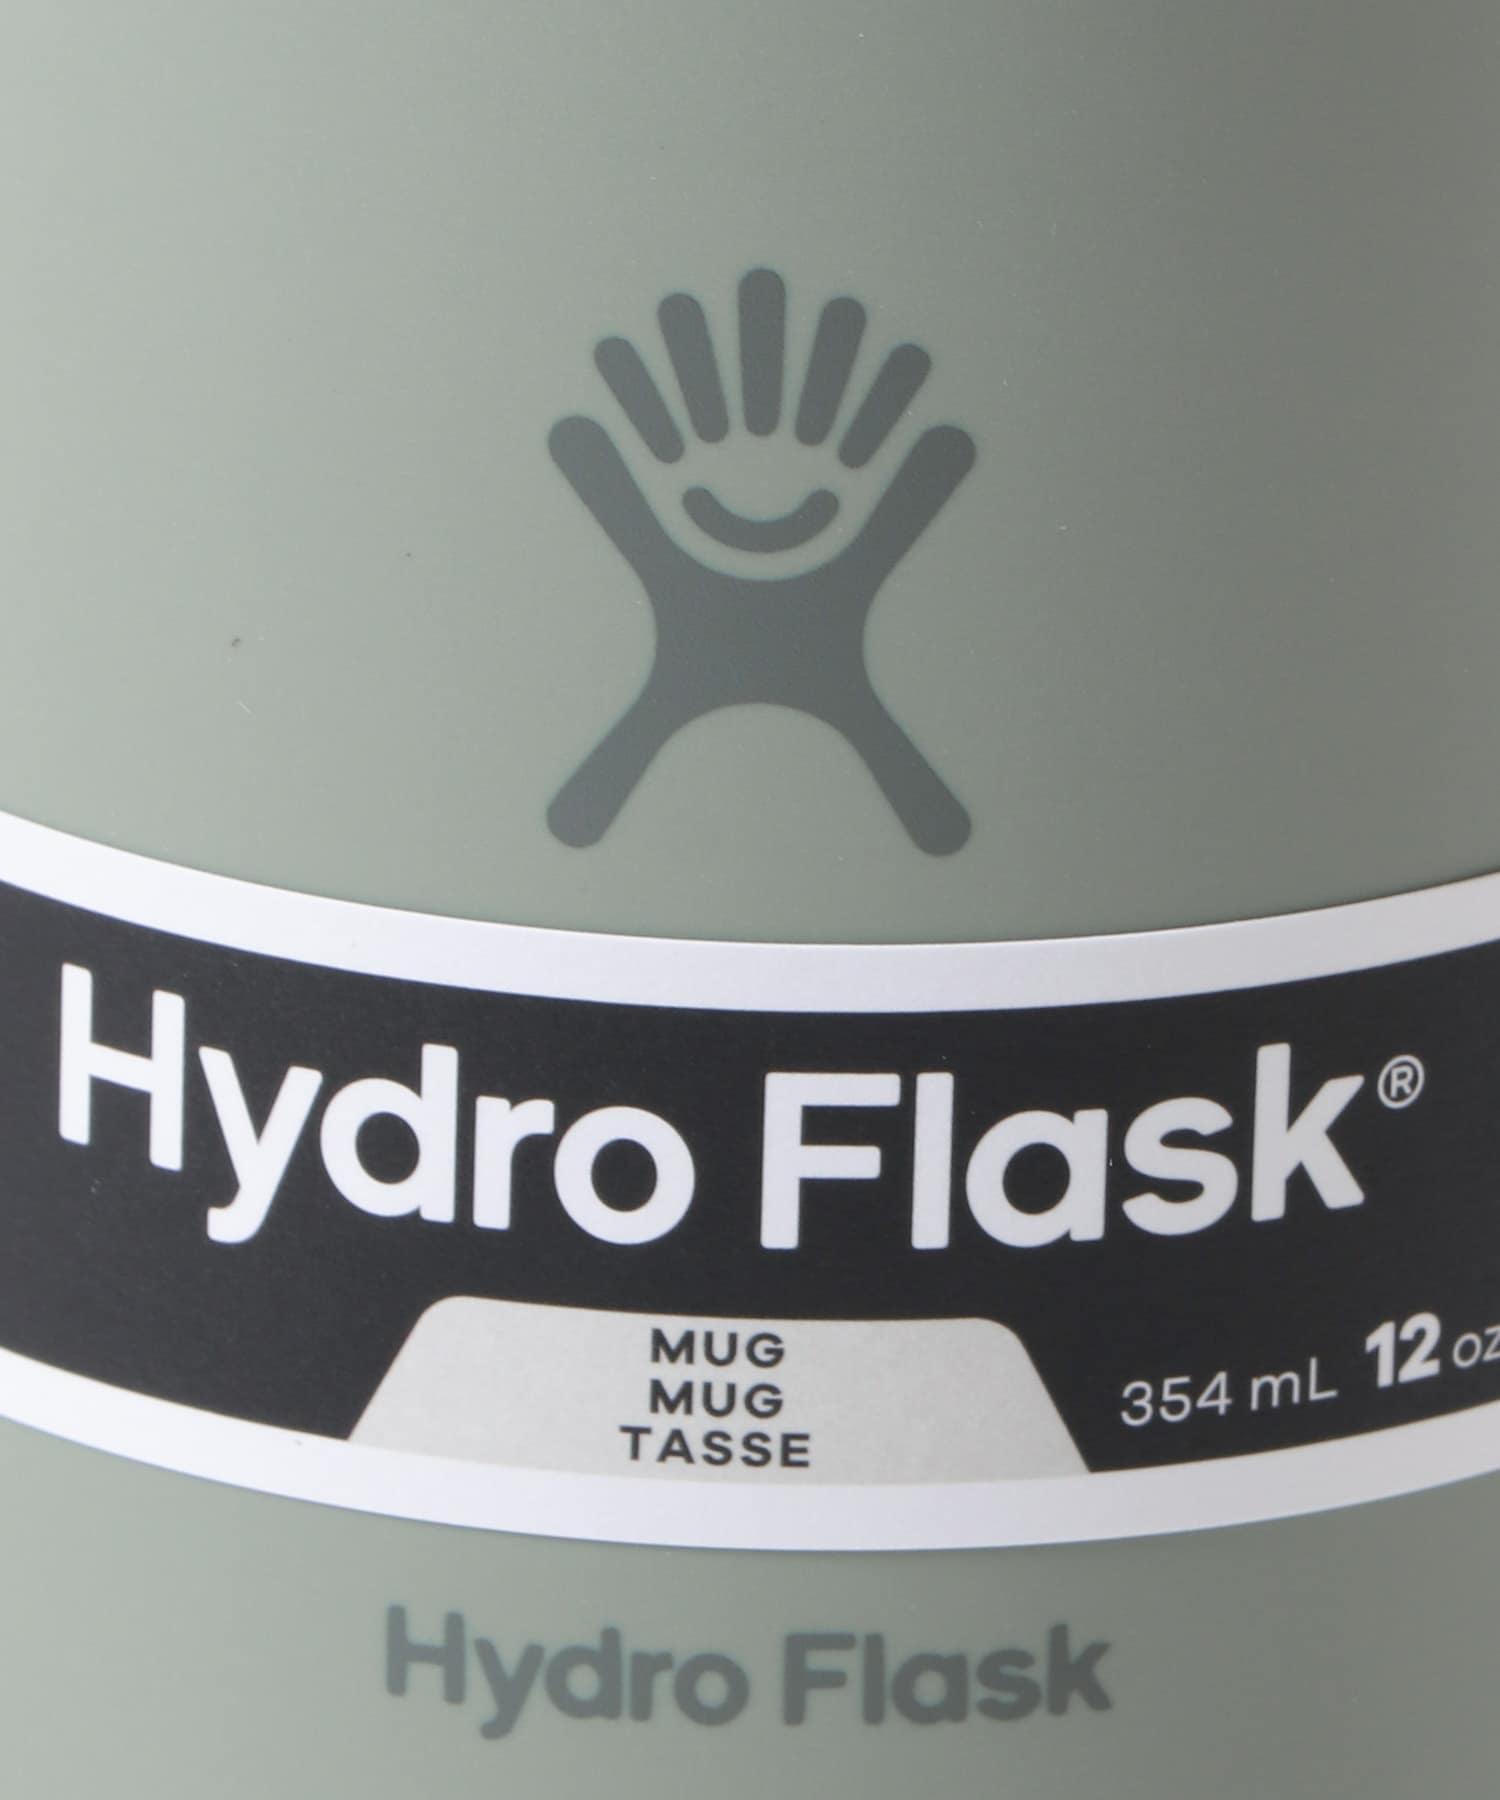 Hydro Flask®
MUG
MUG
TASSE
354 mL 12 oz
Hydro Flask